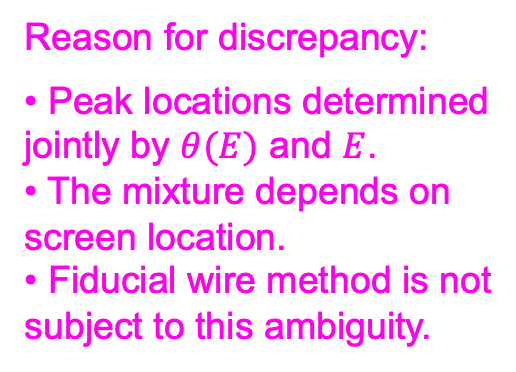 Reason for discrepancy:
• Peak locations determined
jointly by θ(E) and E.
• The mixture depends on
screen location.
• Fiducial wire method is not
subject to this ambiguity.